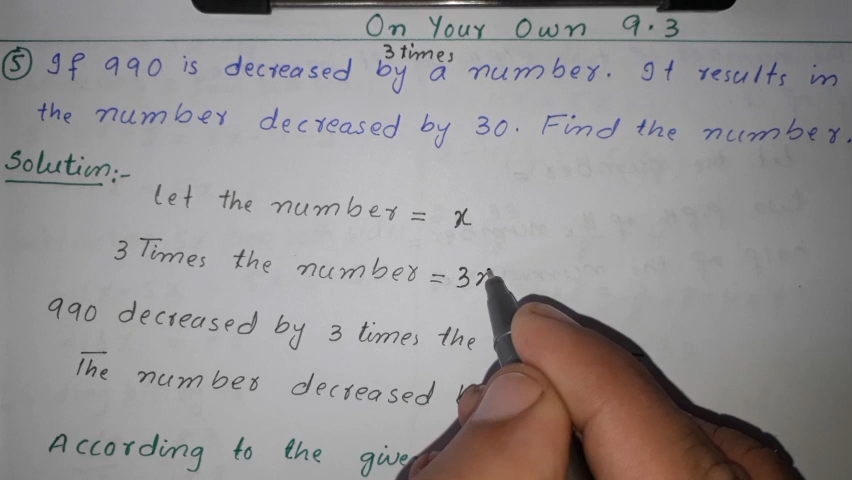 On Your Own 9.3
3 times
⑤ If 990 is decreased by a number. It results in
the number decreased by 30. Find the number.
Solution:-
Let the number = x
3 Times the number = 3x
990 decreased by 3 times the
The number decreased
According to the given